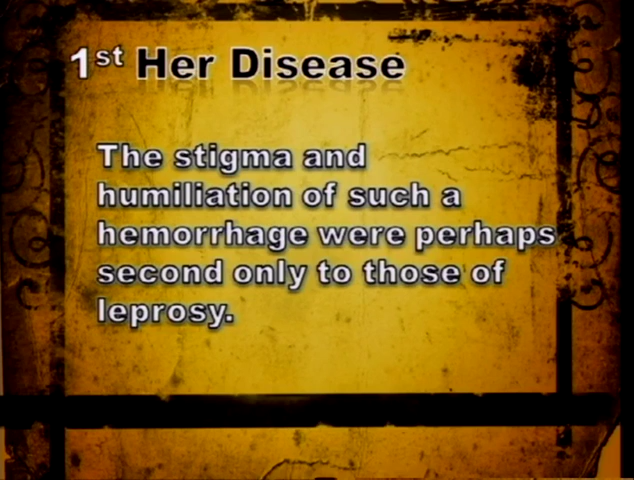 1st Her Disease
The stigma and
humiliation of such a
hemorrhage were perhaps
second only to those of
leprosy.